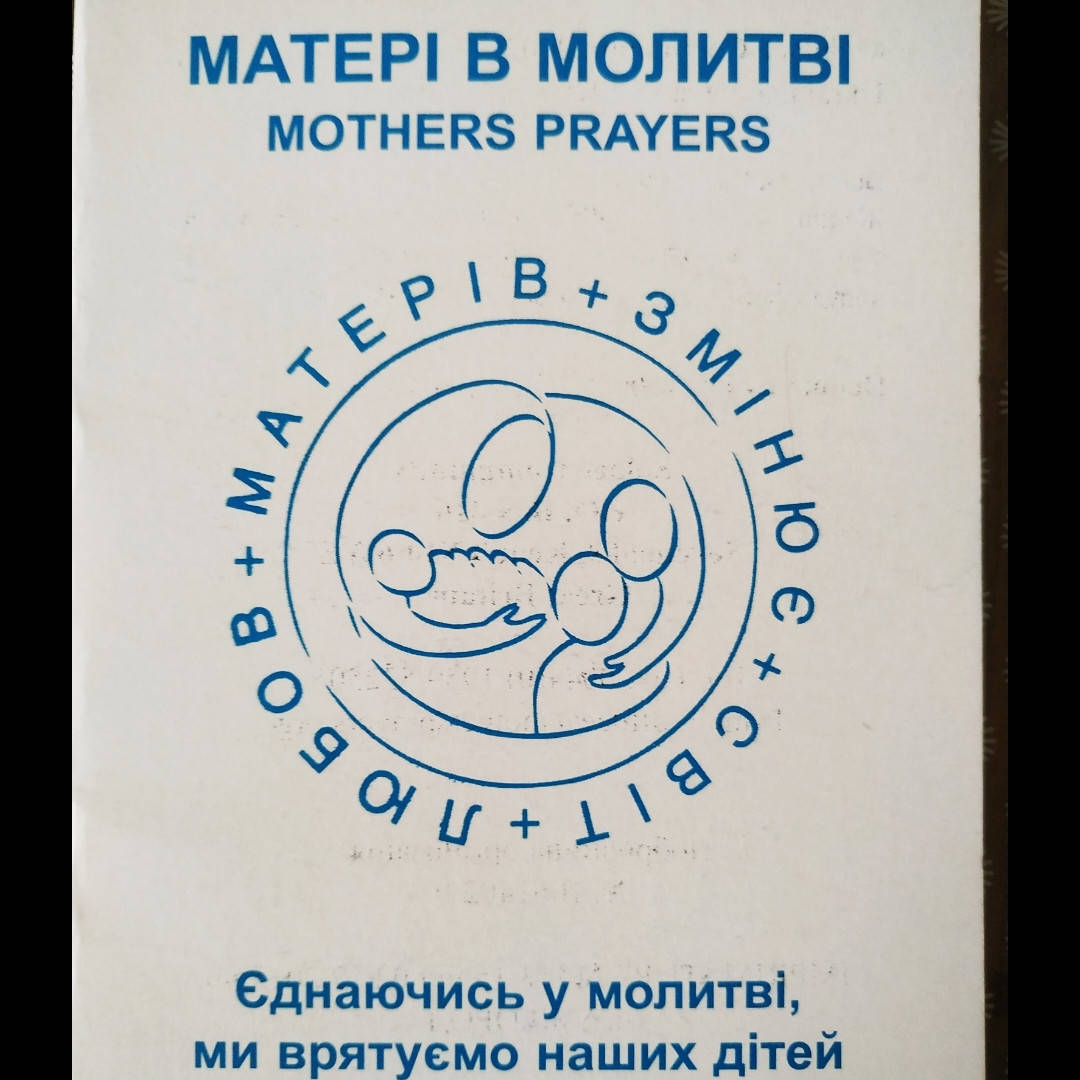 МАТЕРІ В МОЛИТВІ
MOTHERS PRAYERS
ЛЮБОВ+МАТЕРІВ+ЗМІНЮЄ+СВІТ+
Єднаючись у молитві,
ми врятуємо наших дітей